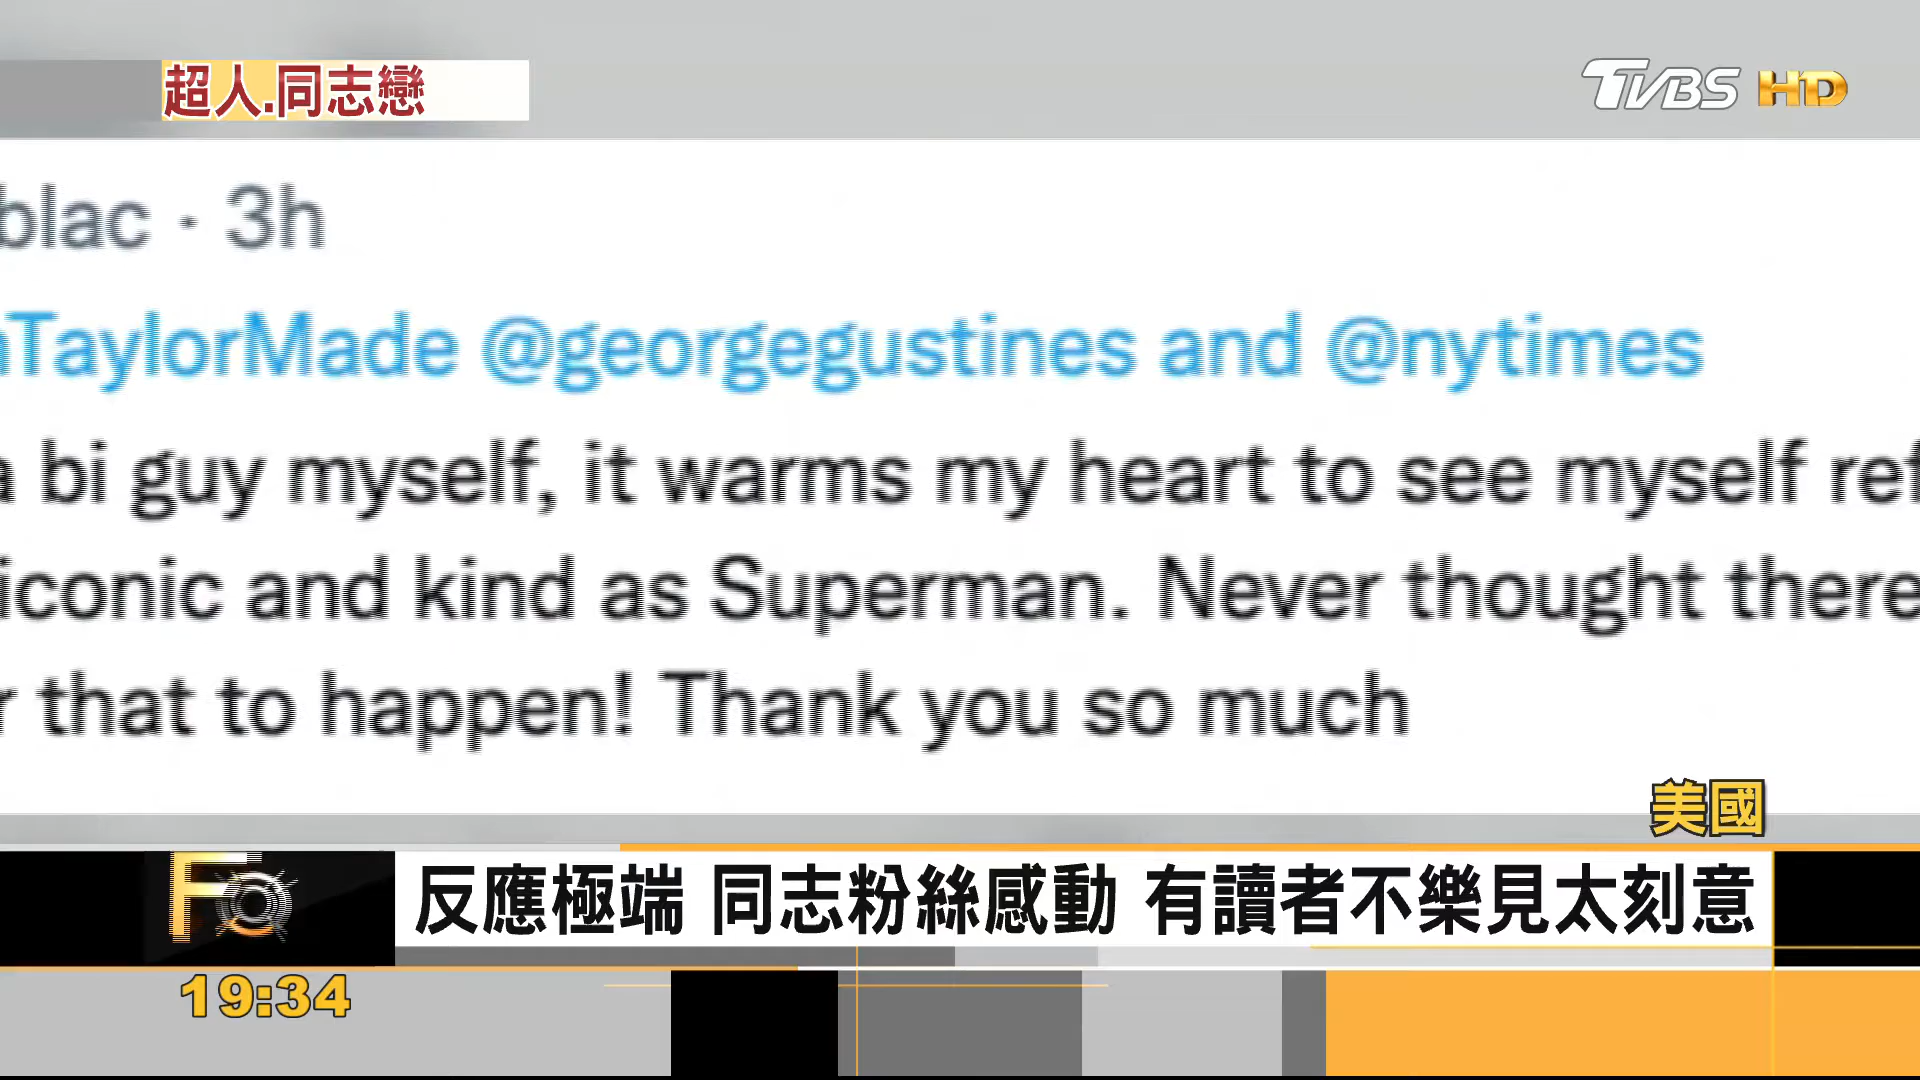 超人.同志戀
TVBS HD
blac · 3h
TaylorMade @georgegustines and @nytimes
a bi guy myself, it warms my heart to see myself ref
iconic and kind as Superman. Never thought there
r that to happen! Thank you so much
美國
反應極端 同志粉絲感動 有讀者不樂見太刻意
19:34